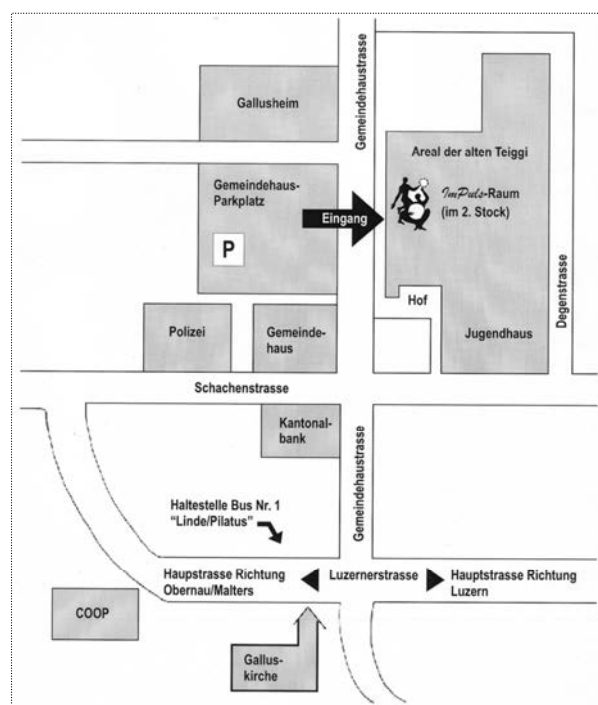 Gemeindehaustrasse
Gallusheim
Areal der alten Teiggi
ImPuls-Raum
(im 2. Stock)
Gemeindehaus-
Parkplatz
Eingang
P
Degenstrasse
Hof
Polizei
Gemeinde-
haus
Jugendhaus
Schachenstrasse
Kantonal-
bank
Gemeindehaustrasse
Haltestelle Bus Nr. 1
"Linde/Pilatus"
Haupstrasse Richtung
Obernau/Malters
Luzernerstrasse
Hauptstrasse Richtung
Luzern
COOP
Gallus-
kirche